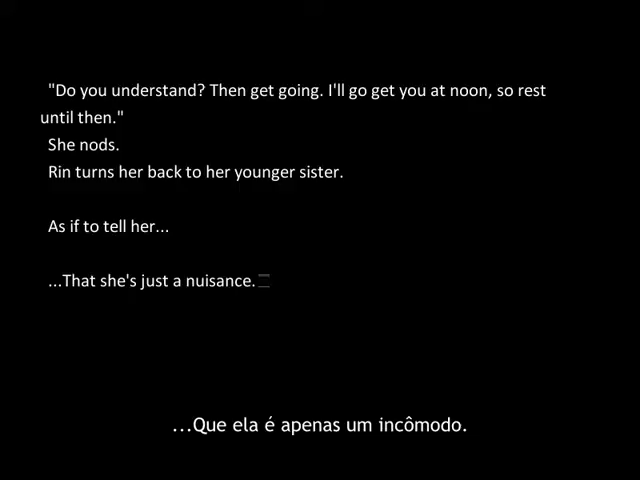 "Do you understand? Then get going. I'll go get you at noon, so rest
until then."
She nods.
Rin turns her back to her younger sister.
As if to tell her...
...That she's just a nuisance.
...Que ela é apenas um incômodo.